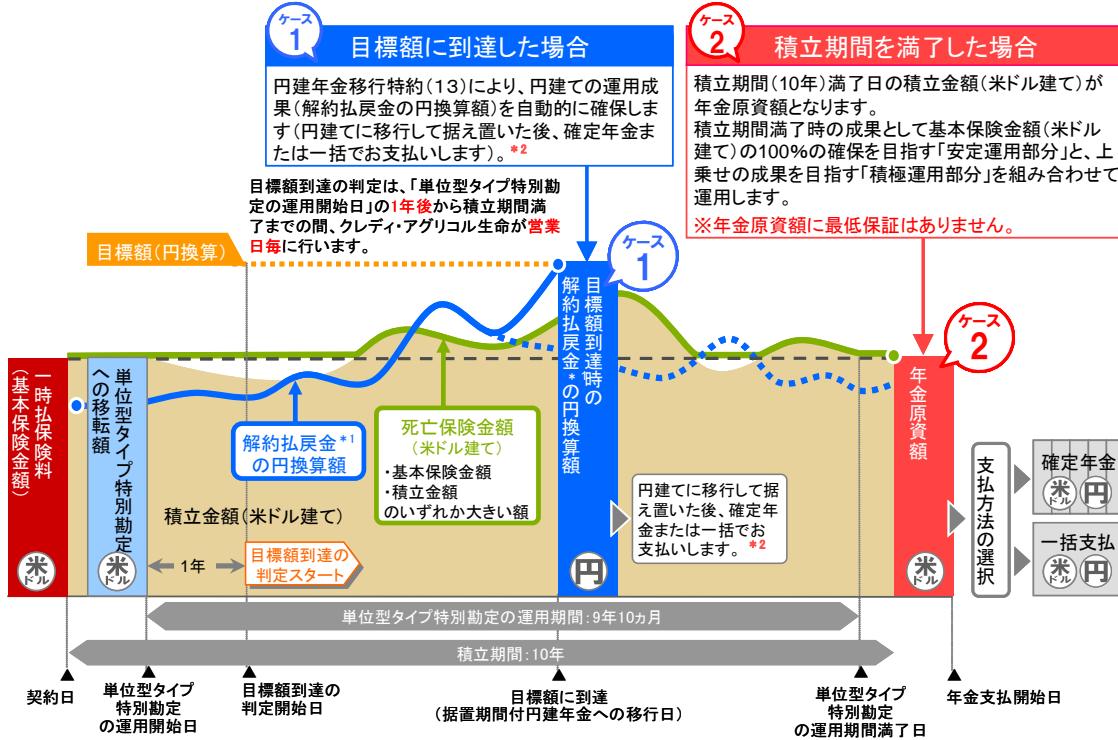 ケース
1
目標額に到達した場合
円建年金移行特約(13)により、円建ての運用成
果(解約払戻金の円換算額)を自動的に確保しま
す(円建てに移行して据え置いた後、確定年金ま
たは一括でお支払いします)。*2
ケース
2
積立期間を満了した場合
積立期間(10年)満了日の積立金額(米ドル建て)が
年金原資額となります。
積立期間満了時の成果として基本保険金額(米ドル
建て)の100%の確保を目指す「安定運用部分」と、上
乗せの成果を目指す「積極運用部分」を組み合わせて
運用します。
※年金原資額に最低保証はありません。
目標額到達の判定は、「単位型タイプ特別勘
定の運用開始日」の1年後から積立期間満
了までの間、クレディ・アグリコル生命が営業
日毎に行います。
目標額(円換算)
ケース
1
ケース
2
一時払保険料
(基本保険金額)
米
ドル
単位型タイプ特別勘定
への移転額
米
ドル
解約払戻金*1
の円換算額
死亡保険金額
(米ドル建て)
・基本保険金額
・積立金額
のいずれか大きい額
積立金額(米ドル建て)
1年
目標額到達の
判定スタート
目標額到達時の
解約払戻金*の円換算額
円
円建てに移行して据
え置いた後、確定年
金または一括でお
支払いします。*2
年金原資額
米
ドル
支払方法の選択
確定年金
米
ドル
円
一括支払
米
ドル
円
単位型タイプ特別勘定の運用期間:9年10ヵ月
積立期間:10年
契約日
単位型タイプ
特別勘定
の運用開始日
目標額到達の
判定開始日
目標額に到達
(据置期間付円建年金への移行日)
単位型タイプ
特別勘定
の運用期間満了日
年金支払開始日